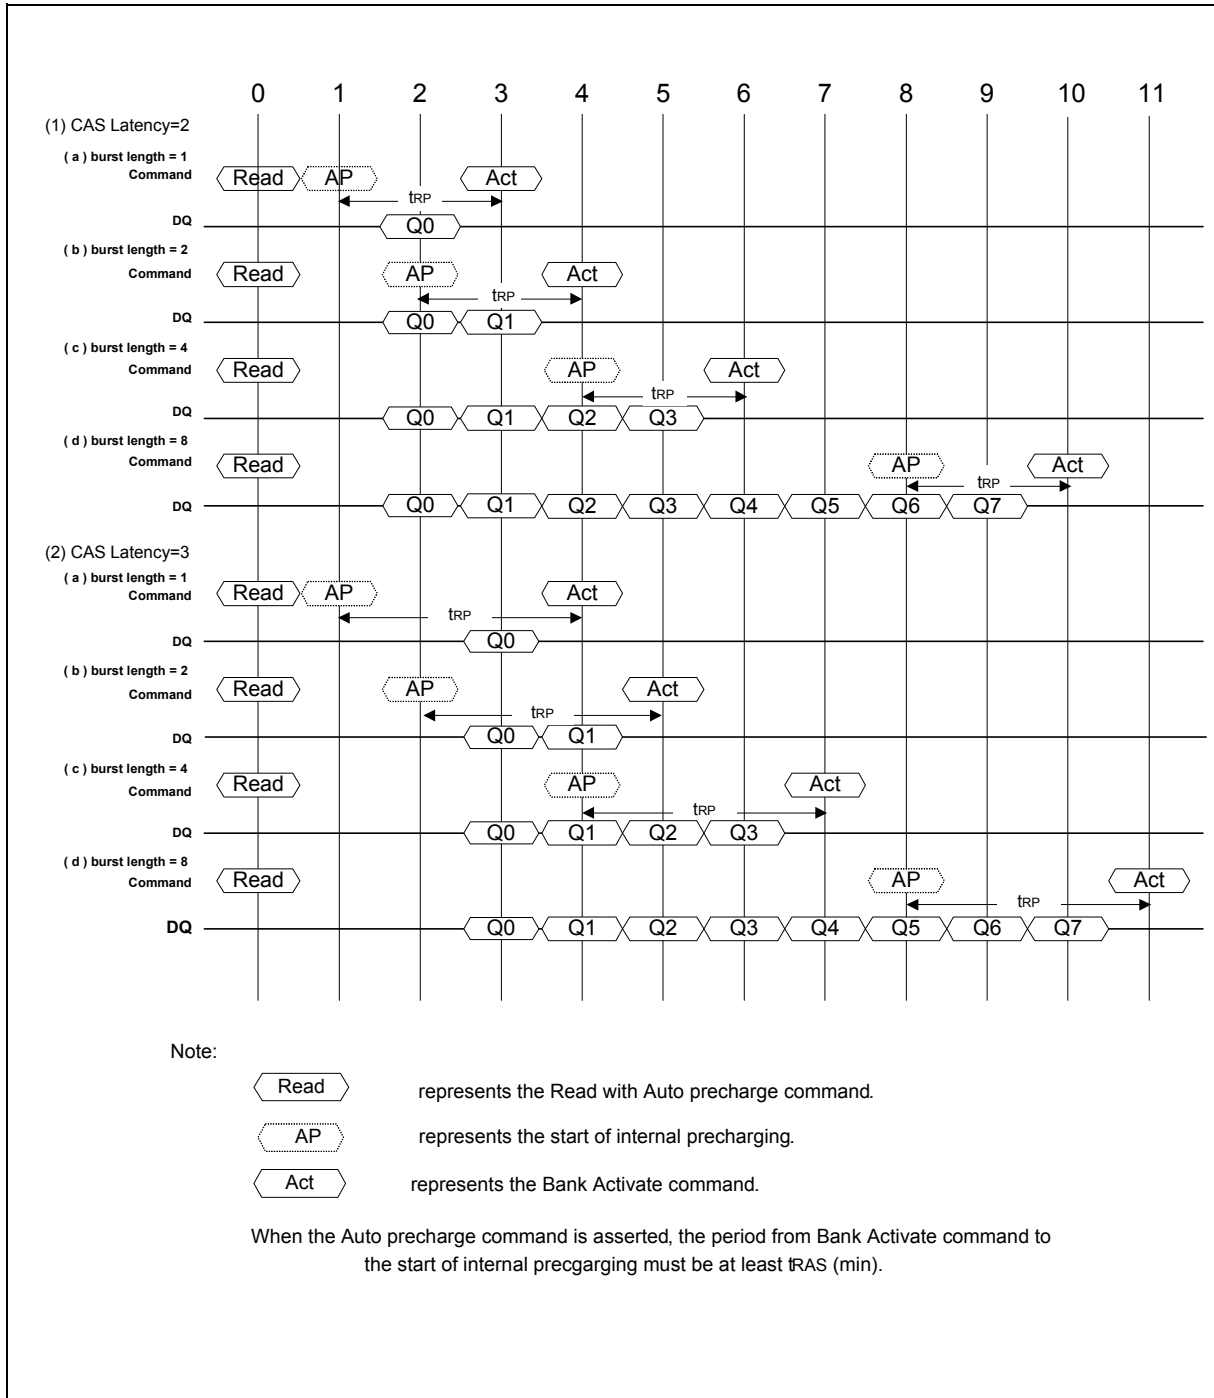 0 1 2 3 4 5 6 7 8 9 10 11
(1) CAS Latency=2
( a ) burst length = 1
Command Read AP Act
tRP
DQ Q0
( b ) burst length = 2
Command Read AP Act
tRP
DQ Q0 Q1
( c ) burst length = 4
Command Read AP Act
tRP
DQ Q0 Q1 Q2 Q3
( d ) burst length = 8
Command Read AP Act
tRP
DQ Q0 Q1 Q2 Q3 Q4 Q5 Q6 Q7
(2) CAS Latency=3
( a ) burst length = 1
Command Read AP Act
tRP
DQ Q0
( b ) burst length = 2
Command Read AP Act
tRP
DQ Q0 Q1
( c ) burst length = 4
Command Read AP Act
tRP
DQ Q0 Q1 Q2 Q3
( d ) burst length = 8
Command Read AP Act
tRP
DQ Q0 Q1 Q2 Q3 Q4 Q5 Q6 Q7
Note:
Read represents the Read with Auto precharge command.
AP represents the start of internal precharging.
Act represents the Bank Activate command.
When the Auto precharge command is asserted, the period from Bank Activate command to
the start of internal precgarging must be at least tRAS (min).